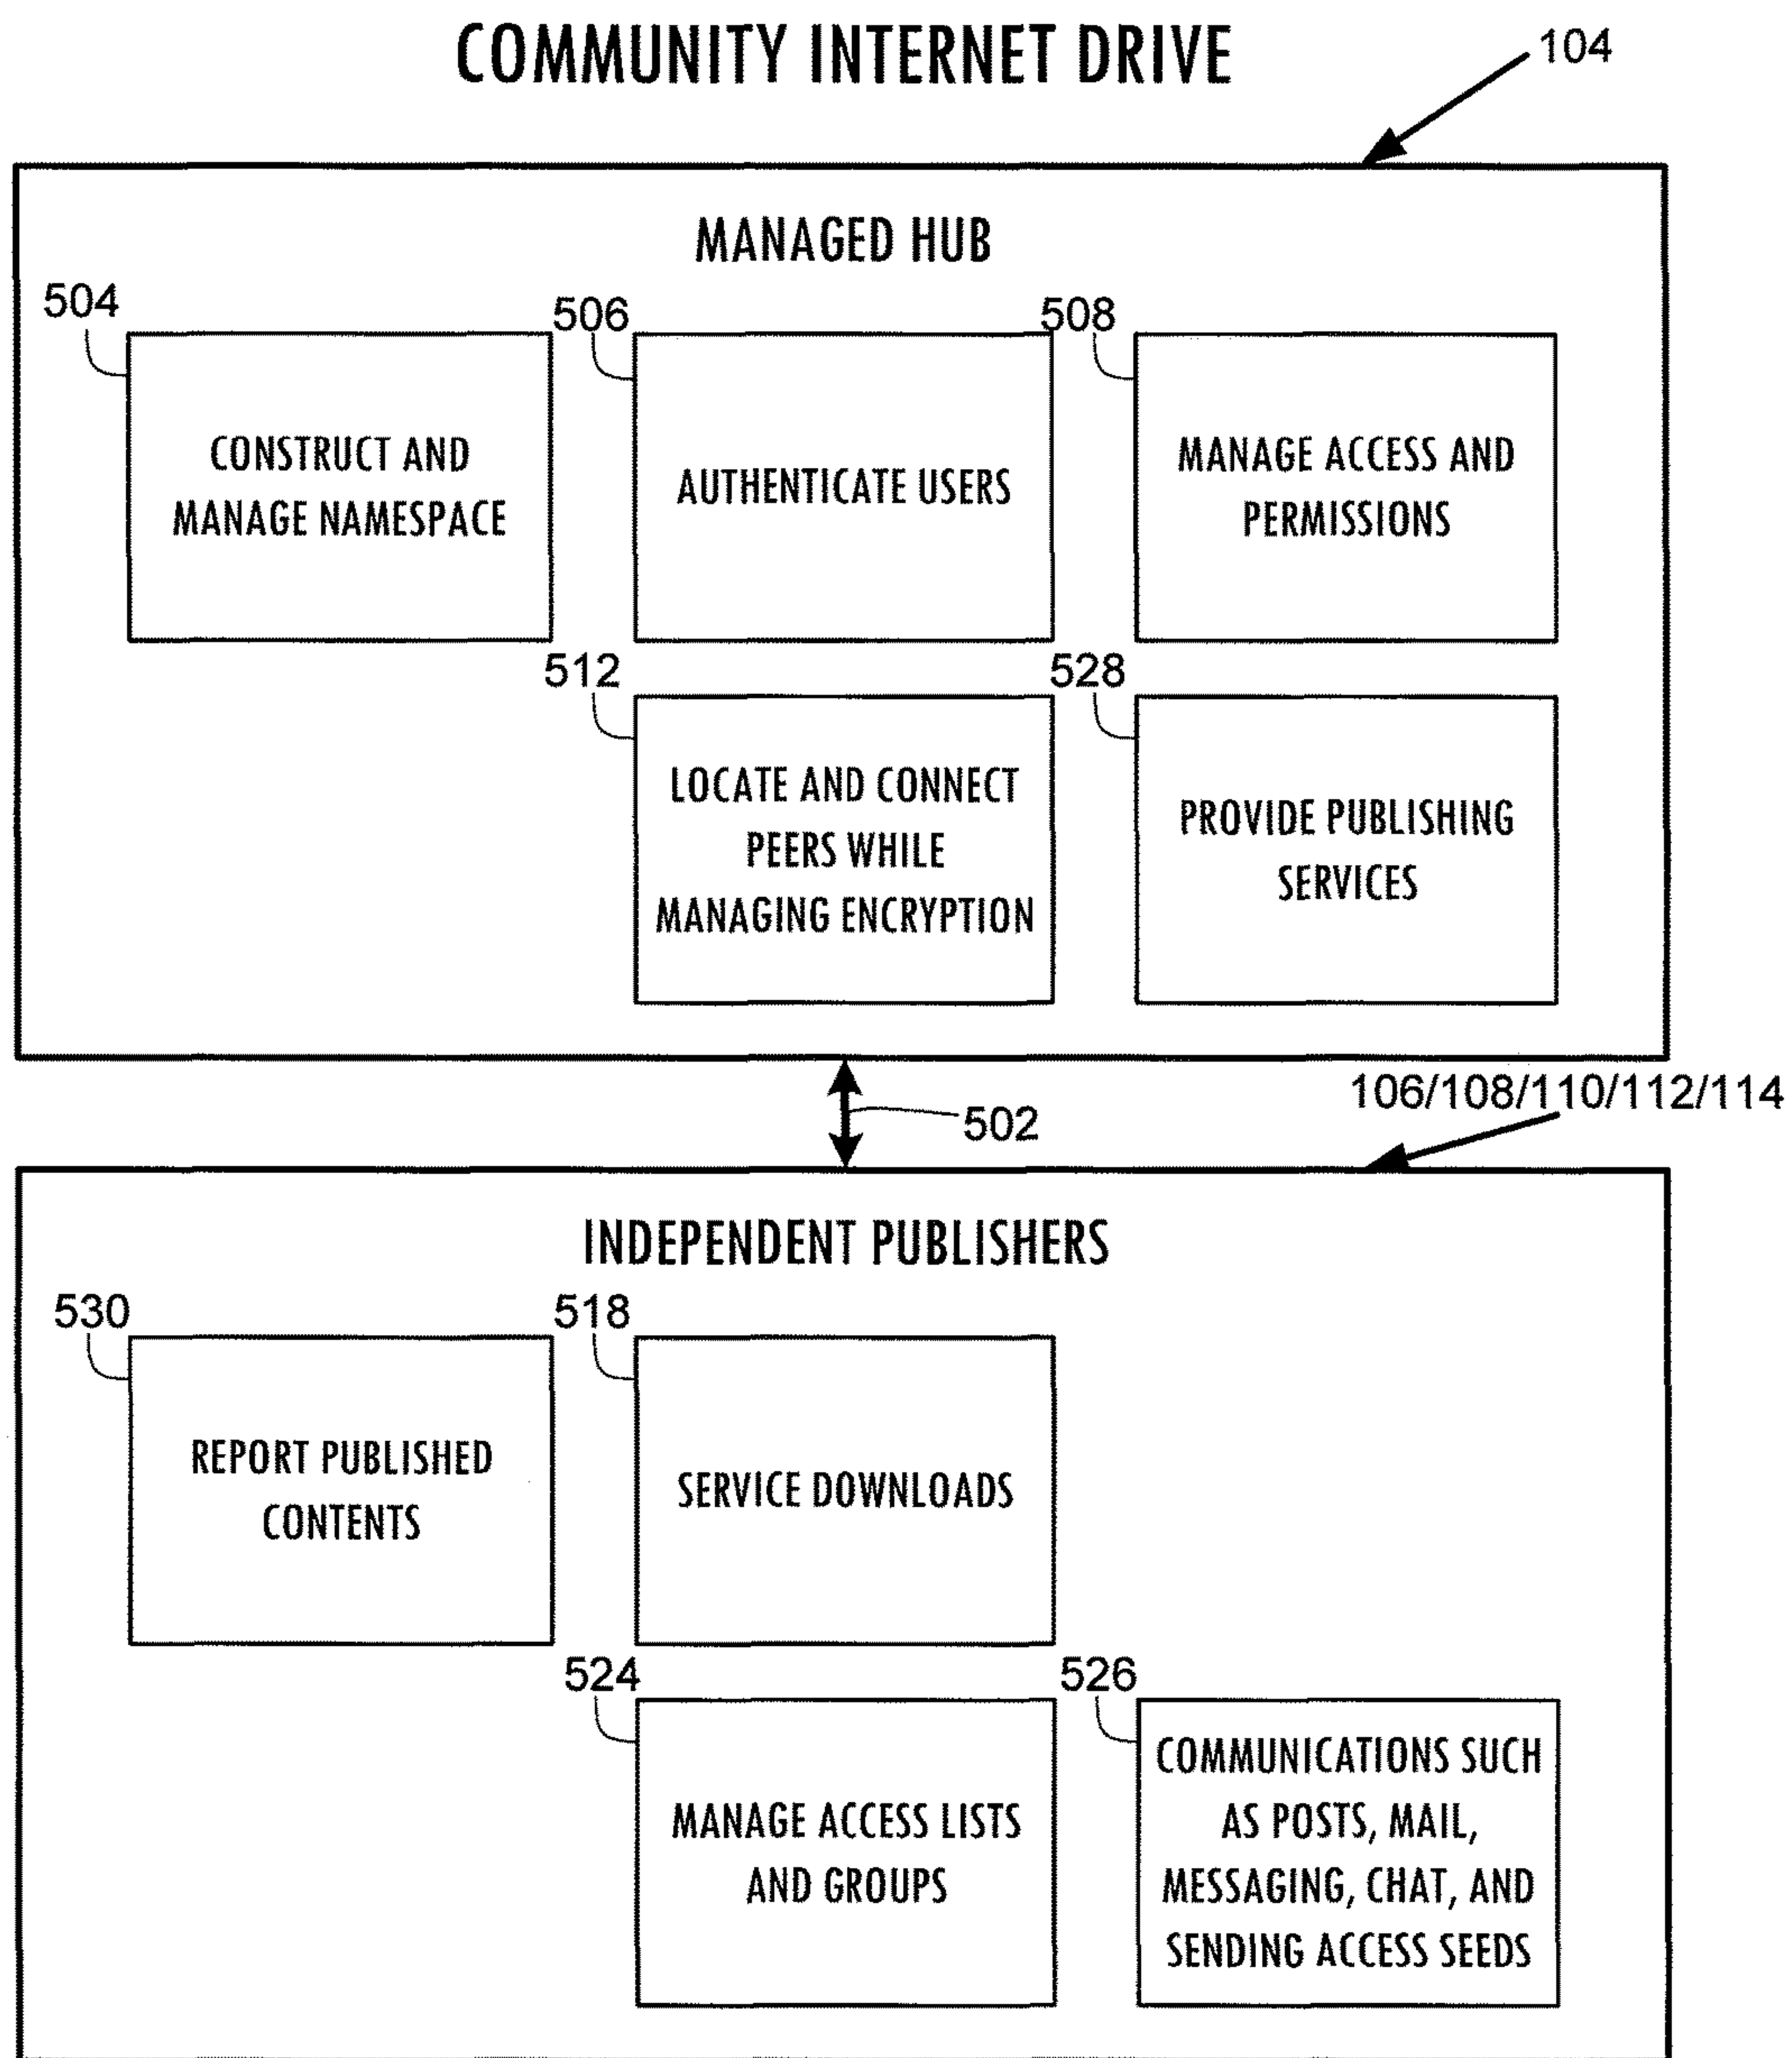 COMMUNITY INTERNET DRIVE
104
MANAGED HUB
504
506
508
CONSTRUCT AND
MANAGE NAMESPACE
AUTHENTICATE USERS
MANAGE ACCESS AND
PERMISSIONS
512
528
LOCATE AND CONNECT
PEERS WHILE
MANAGING ENCRYPTION
PROVIDE PUBLISHING
SERVICES
502
106/108/110/112/114
INDEPENDENT PUBLISHERS
530
518
REPORT PUBLISHED
CONTENTS
SERVICE DOWNLOADS
524
526
MANAGE ACCESS LISTS
AND GROUPS
COMMUNICATIONS SUCH
AS POSTS, MAIL,
MESSAGING, CHAT, AND
SENDING ACCESS SEEDS